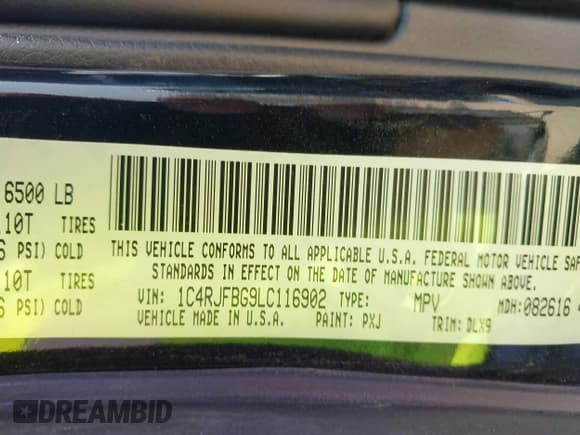 6500 LB
10T TIRES
PSI) COLD
10T TIRES
PSI) COLD
THIS VEHICLE CONFORMS TO ALL APPLICABLE U.S.A. FEDERAL MOTOR VEHICLE SAF
STANDARDS IN EFFECT ON THE DATE OF MANUFACTURE SHOWN ABOVE.
VIN: 1C4RJFBG9LC116902 TYPE: MPV MDH: 082616
VEHICLE MADE IN U.S.A. PAINT: PXJ TRIM: DLX9
DREAMBID